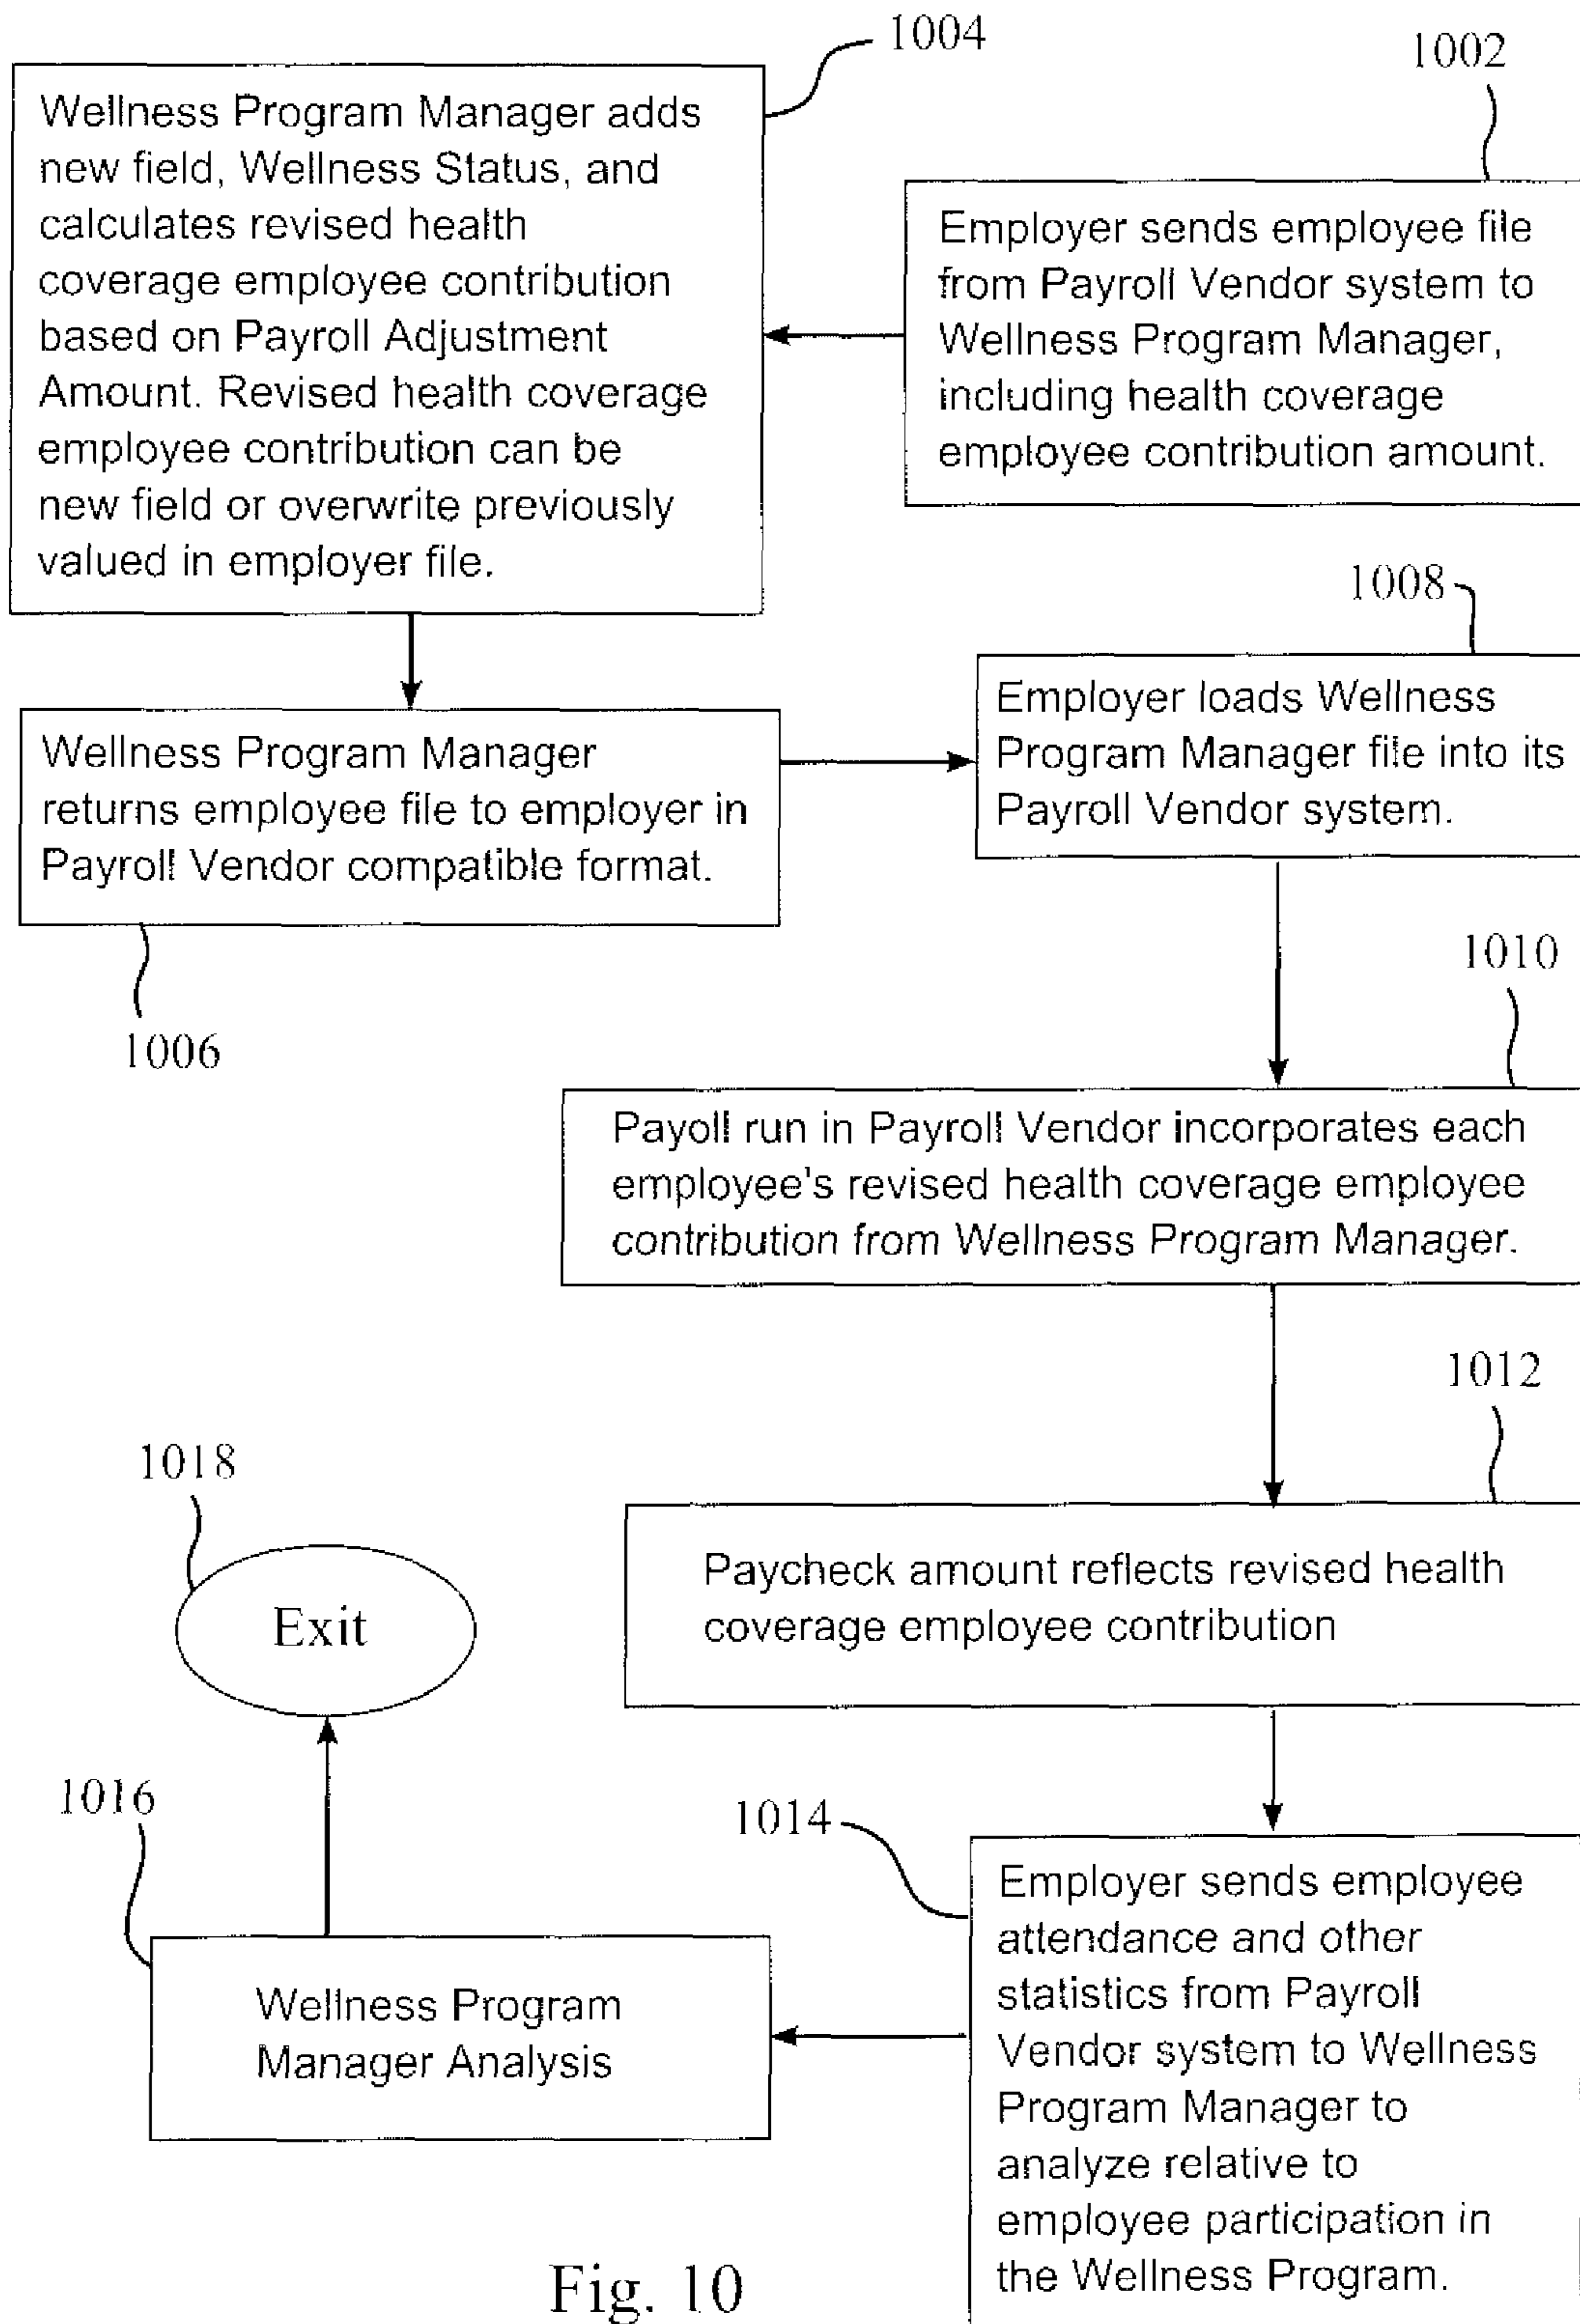 1004
1002
Wellness Program Manager adds
new field, Wellness Status, and
calculates revised health
coverage employee contribution
based on Payroll Adjustment
Amount. Revised health coverage
employee contribution can be
new field or overwrite previously
valued in employer file.
Employer sends employee file
from Payroll Vendor system to
Wellness Program Manager,
including health coverage
employee contribution amount.
1008
Wellness Program Manager
returns employee file to employer in
Payroll Vendor compatible format.
1006
Employer loads Wellness
Program Manager file into its
Payroll Vendor system.
1010
Payoll run in Payroll Vendor incorporates each
employee's revised health coverage employee
contribution from Wellness Program Manager.
1012
Paycheck amount reflects revised health
coverage employee contribution
1018
Exit
1014
Employer sends employee
attendance and other
statistics from Payroll
Vendor system to Wellness
Program Manager to
analyze relative to
employee participation in
the Wellness Program.
1016
Wellness Program
Manager Analysis
Fig. 10